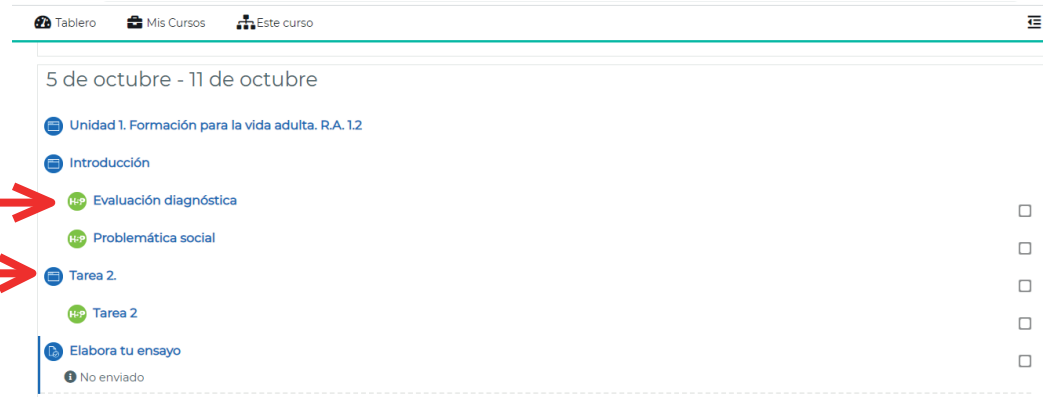 Tablero Mis Cursos Este curso
5 de octubre - 11 de octubre
Unidad 1. Formación para la vida adulta. R.A. 1.2
Introducción
H-P Evaluación diagnóstica
H-P Problemática social
Tarea 2.
H-P Tarea 2
Elabora tu ensayo
No enviado